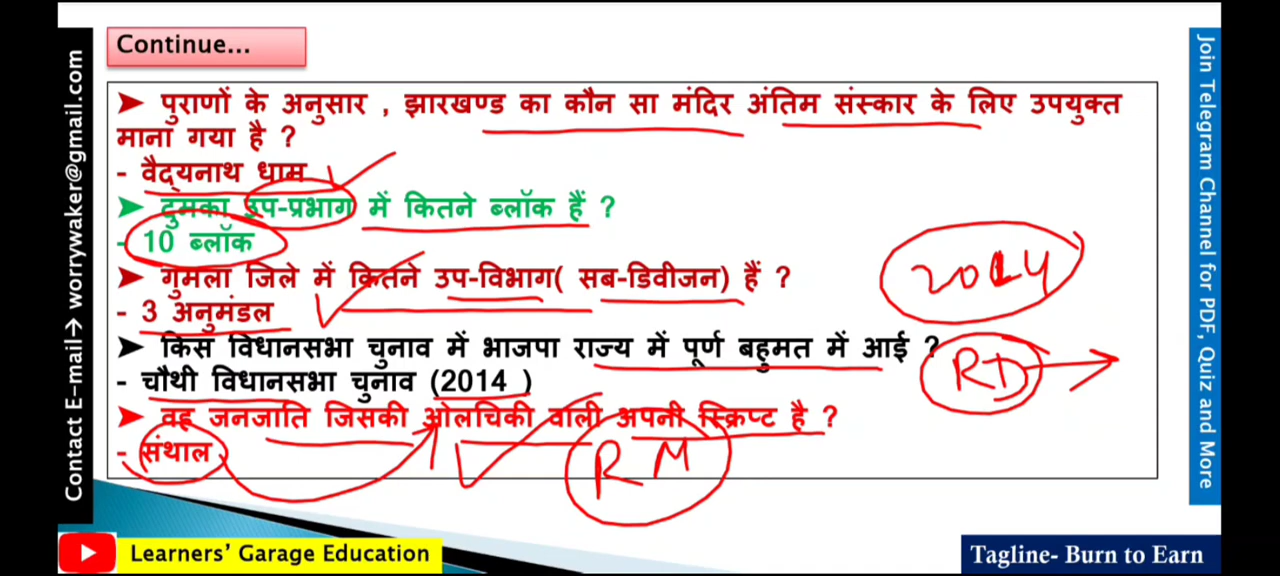 Continue...
➤ पुराणों के अनुसार , झारखण्ड का कौन सा मंदिर अंतिम संस्कार के लिए उपयुक्त
माना गया है ?
- वैद्यनाथ धाम
➤ दुमका उप-प्रभाग में कितने ब्लॉक हैं ?
- 10 ब्लॉक
➤ गुमला जिले में कितने उप-विभाग( सब-डिवीजन) हैं ?
- 3 अनुमंडल
2014
➤ किस विधानसभा चुनाव में भाजपा राज्य में पूर्ण बहुमत में आई ?
- चौथी विधानसभा चुनाव (2014 )
RD
➤ वह जनजाति जिसकी ओलचिकी वाली अपनी स्क्रिप्ट है ?
- संथाल
RM
Contact E-mail→ worrywaker@gmail.com
Join Telegram Channel for PDF, Quiz and More
Learners' Garage Education
Tagline- Burn to Earn